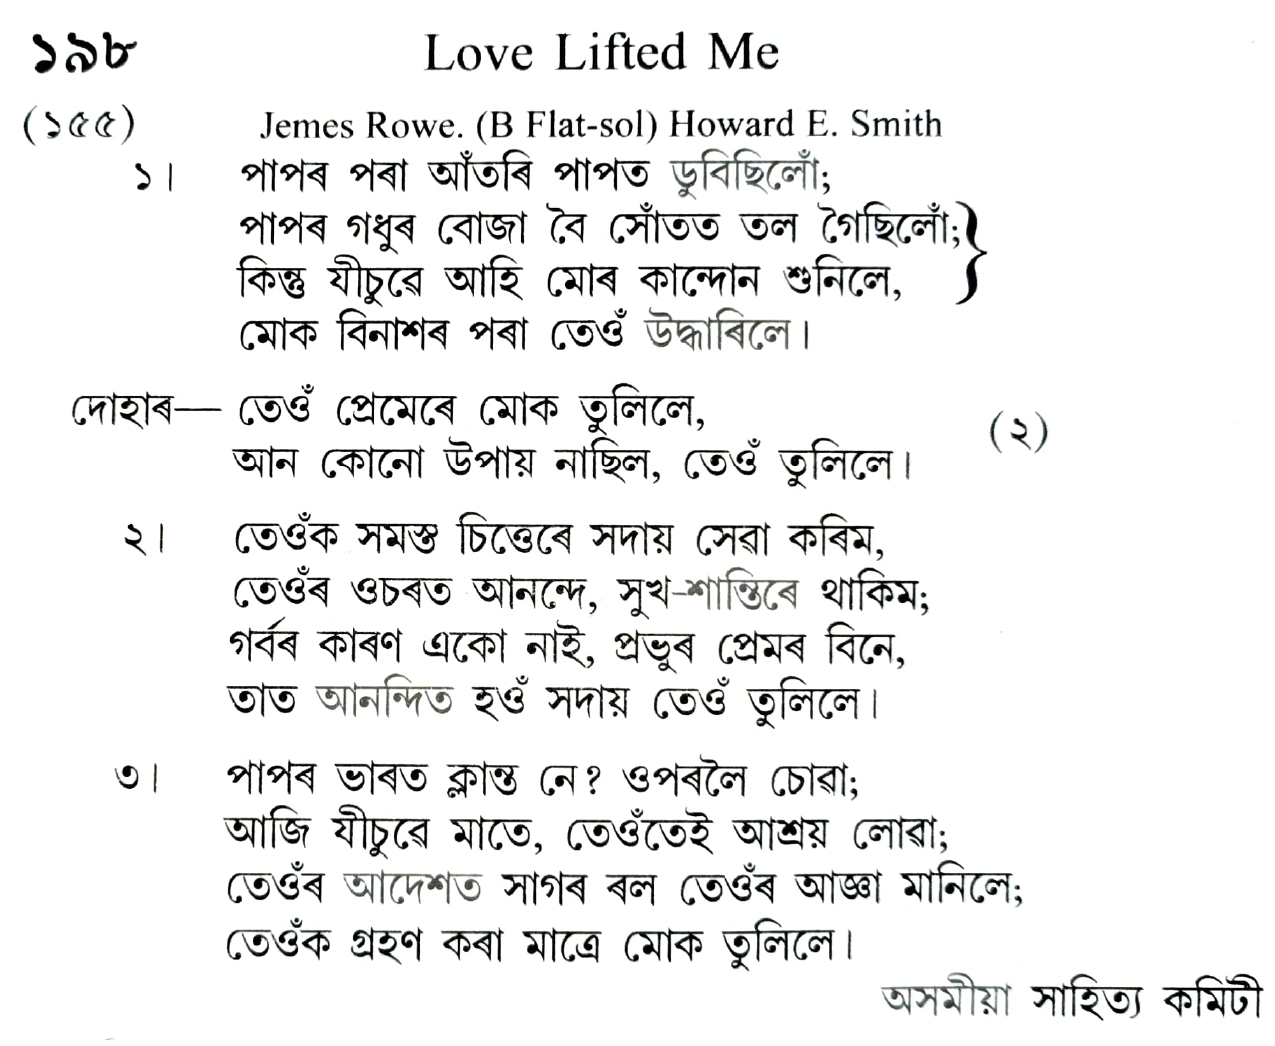 ১৯৮ Love Lifted Me
(১৫৫) Jemes Rowe. (B Flat-sol) Howard E. Smith
১। পাপৰ পৰা আঁতৰি পাপত ডুবিছিলোঁ;
পাপৰ গধুৰ বোজা বৈ সোঁতত তল গৈছিলোঁ;
কিন্তু যীচুৱে আহি মোৰ কান্দোন শুনিলে,
মোক বিনাশৰ পৰা তেওঁ উদ্ধাৰিলে।
দোহাৰ— তেওঁ প্ৰেমেৰে মোক তুলিলে,
(২)
আন কোনো উপায় নাছিল, তেওঁ তুলিলে।
২। তেওঁক সমস্ত চিত্তেৰে সদায় সেৱা কৰিম,
তেওঁৰ ওচৰত আনন্দে, সুখ-শান্তিৰে থাকিম;
গৰ্বৰ কাৰণ একো নাই, প্ৰভুৰ প্ৰেমৰ বিনে,
তাত আনন্দিত হওঁ সদায় তেওঁ তুলিলে।
৩। পাপৰ ভাৰত ক্লান্ত নে? ওপৰলৈ চোৱা;
আজি যীচুৱে মাতে, তেওঁতেই আশ্ৰয় লোৱা;
তেওঁৰ আদেশত সাগৰ ৰল তেওঁৰ আজ্ঞা মানিলে;
তেওঁক গ্ৰহণ কৰা মাত্ৰে মোক তুলিলে।
অসমীয়া সাহিত্য কমিটী